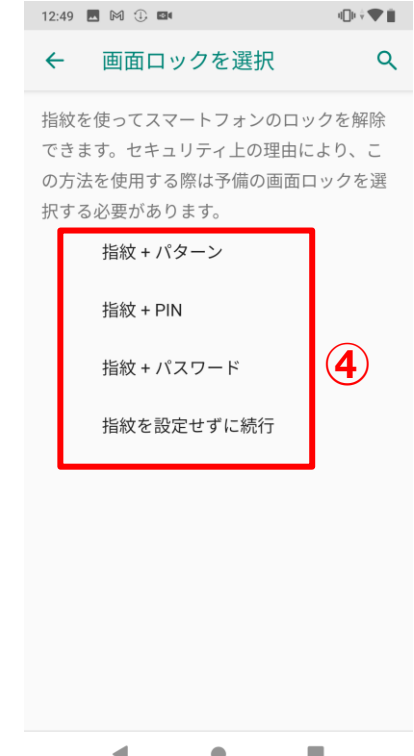 12:49
画面ロックを選択
指紋を使ってスマートフォンのロックを解除
できます。セキュリティ上の理由により、こ
の方法を使用する際は予備の画面ロックを選
択する必要があります。
指紋 + パターン
指紋 + PIN
指紋 + パスワード
④
指紋を設定せずに続行